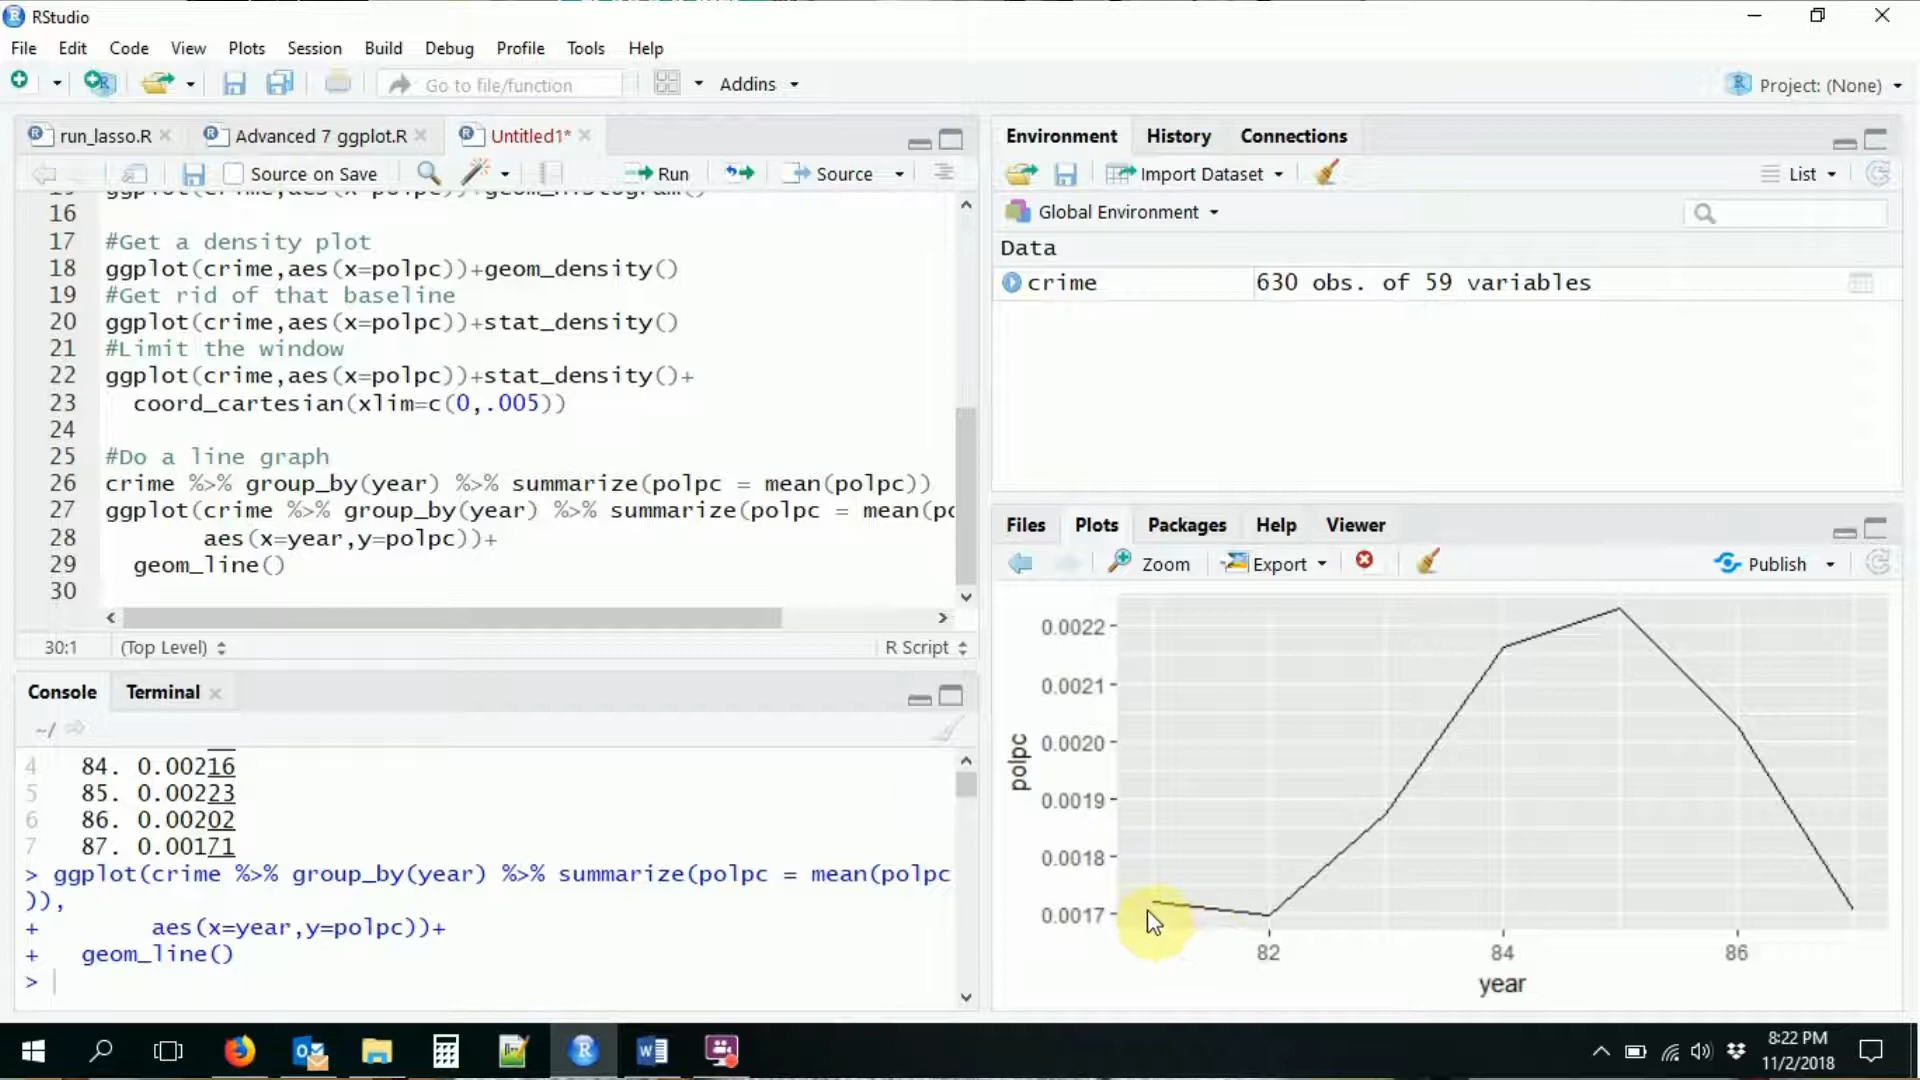 RStudio
File Edit Code View Plots Session Build Debug Profile Tools Help
Go to file/function Addins Project: (None)
run_lasso.R Advanced 7 ggplot.R Untitled1*
Source on Save Run Source
16
17 #Get a density plot
18 ggplot(crime,aes(x=polpc))+geom_density()
19 #Get rid of that baseline
20 ggplot(crime,aes(x=polpc))+stat_density()
21 #Limit the window
22 ggplot(crime,aes(x=polpc))+stat_density()+
23 coord_cartesian(xlim=c(0,.005))
24
25 #Do a line graph
26 crime %>% group_by(year) %>% summarize(polpc = mean(polpc))
27 ggplot(crime %>% group_by(year) %>% summarize(polpc = mean(pc
28 aes(x=year,y=polpc))+
29 geom_line()
30
30:1 (Top Level) R Script
Console Terminal
~/
4 84. 0.00216
5 85. 0.00223
6 86. 0.00202
7 87. 0.00171
> ggplot(crime %>% group_by(year) %>% summarize(polpc = mean(polpc
)),
+ aes(x=year,y=polpc))+
+ geom_line()
>
Environment History Connections
Import Dataset List
Global Environment
Data
crime 630 obs. of 59 variables
Files Plots Packages Help Viewer
Zoom Export Publish
0.0022
0.0021
0.0020
0.0019
0.0018
0.0017
polpc
82 84 86
year
8:22 PM
11/2/2018